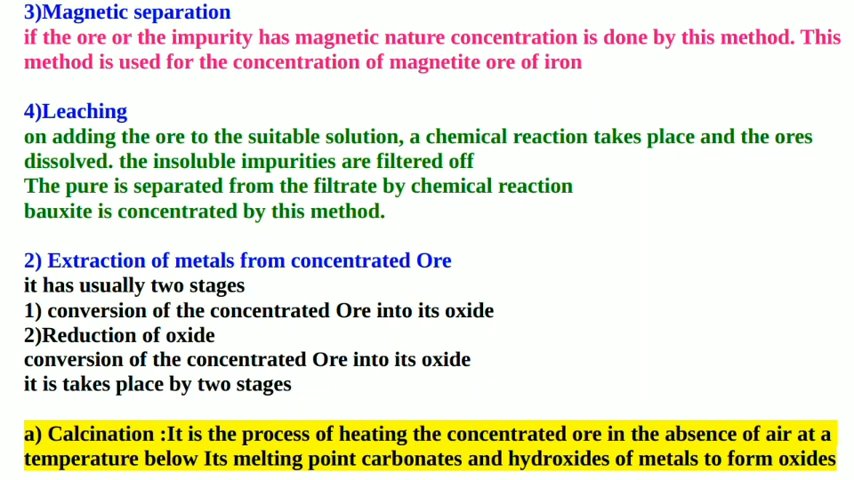 3)Magnetic separation
if the ore or the impurity has magnetic nature concentration is done by this method. This
method is used for the concentration of magnetite ore of iron
4)Leaching
on adding the ore to the suitable solution, a chemical reaction takes place and the ores
dissolved. the insoluble impurities are filtered off
The pure is separated from the filtrate by chemical reaction
bauxite is concentrated by this method.
2) Extraction of metals from concentrated Ore
it has usually two stages
1) conversion of the concentrated Ore into its oxide
2)Reduction of oxide
conversion of the concentrated Ore into its oxide
it is takes place by two stages
a) Calcination :It is the process of heating the concentrated ore in the absence of air at a
temperature below Its melting point carbonates and hydroxides of metals to form oxides